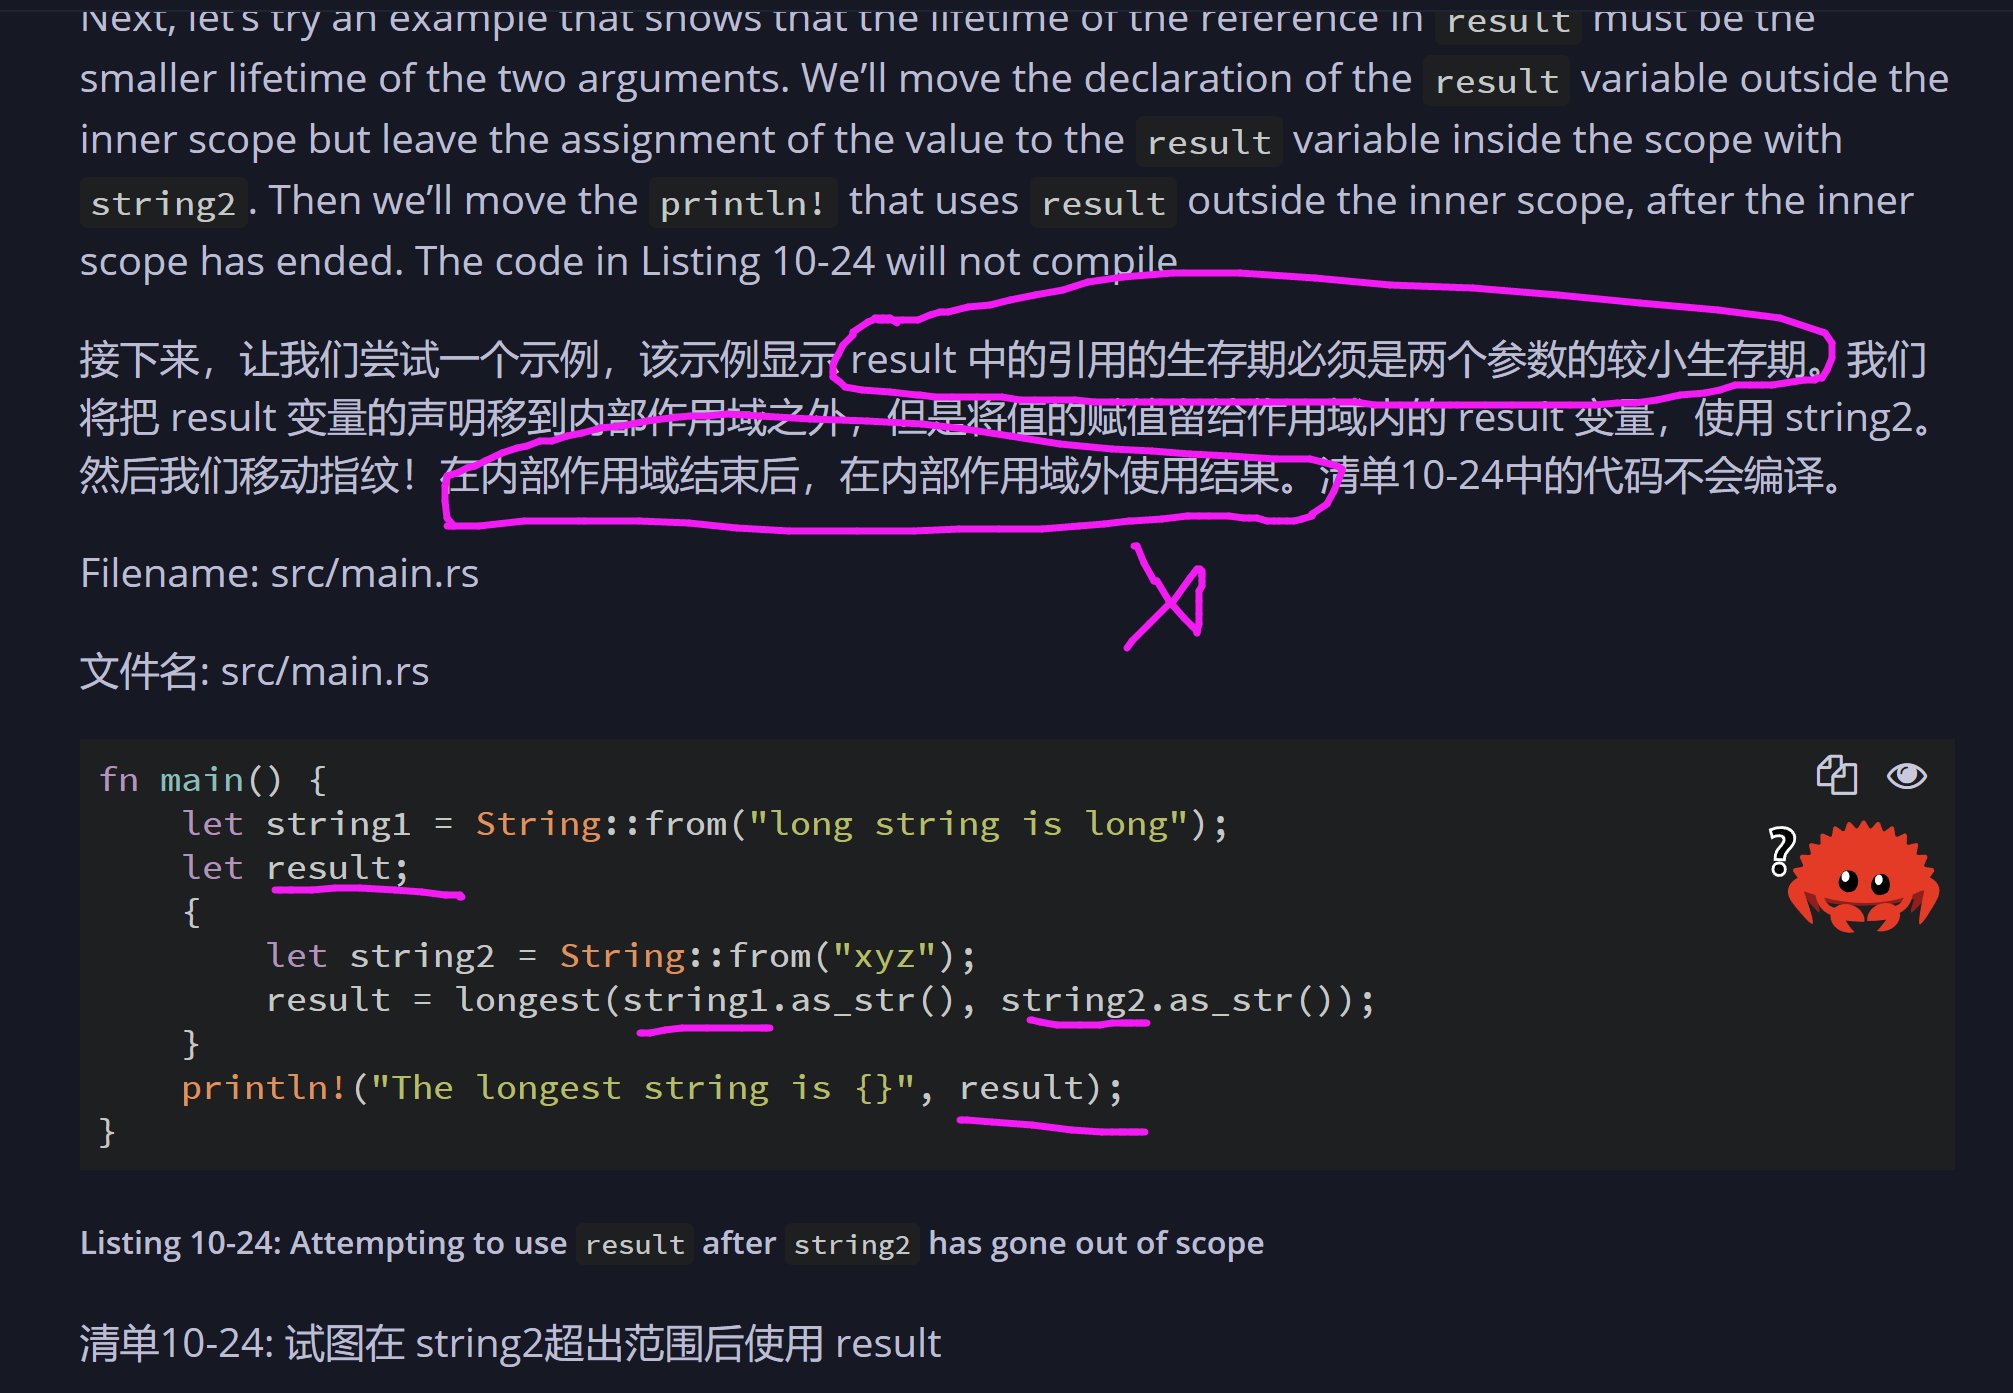 Next, let's try an example that shows that the lifetime of the reference in result must be the
smaller lifetime of the two arguments. We’ll move the declaration of the result variable outside the
inner scope but leave the assignment of the value to the result variable inside the scope with
string2 . Then we’ll move the println! that uses result outside the inner scope, after the inner
scope has ended. The code in Listing 10-24 will not compile
接下来，让我们尝试一个示例，该示例显示 result 中的引用的生存期必须是两个参数的较小生存期。我们
将把 result 变量的声明移到内部作用域之外，但是将值的赋值留给作用域内的 result 变量，使用 string2。
然后我们移动指纹！在内部作用域结束后，在内部作用域外使用结果。清单10-24中的代码不会编译。
Filename: src/main.rs
文件名: src/main.rs
fn main() {
    let string1 = String::from("long string is long");
    let result;
    {
        let string2 = String::from("xyz");
        result = longest(string1.as_str(), string2.as_str());
    }
    println!("The longest string is {}", result);
}
?
Listing 10-24: Attempting to use result after string2 has gone out of scope
清单10-24: 试图在 string2超出范围后使用 result